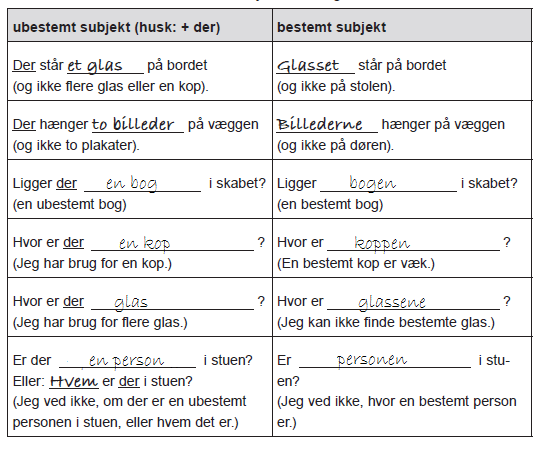 ubestemt subjekt (husk: + der)
bestemt subjekt
Der står et glas på bordet
(og ikke flere glas eller en kop).
Glasset står på bordet
(og ikke på stolen).
Der hænger to billeder på væggen
(og ikke to plakater).
Billederne hænger på væggen
(og ikke på døren).
Ligger der en bog i skabet?
(en ubestemt bog)
Ligger bogen i skabet?
(en bestemt bog)
Hvor er der en kop ?
(Jeg har brug for en kop.)
Hvor er koppen ?
(En bestemt kop er væk.)
Hvor er der glas ?
(Jeg har brug for flere glas.)
Hvor er glassene ?
(Jeg kan ikke finde bestemte glas.)
Er der en person i stuen?
Eller: Hvem er der i stuen?
(Jeg ved ikke, om der er en ubestemt
personen i stuen, eller hvem det er.)
Er personen i stu-
en?
(Jeg ved ikke, hvor en bestemt person
er.)